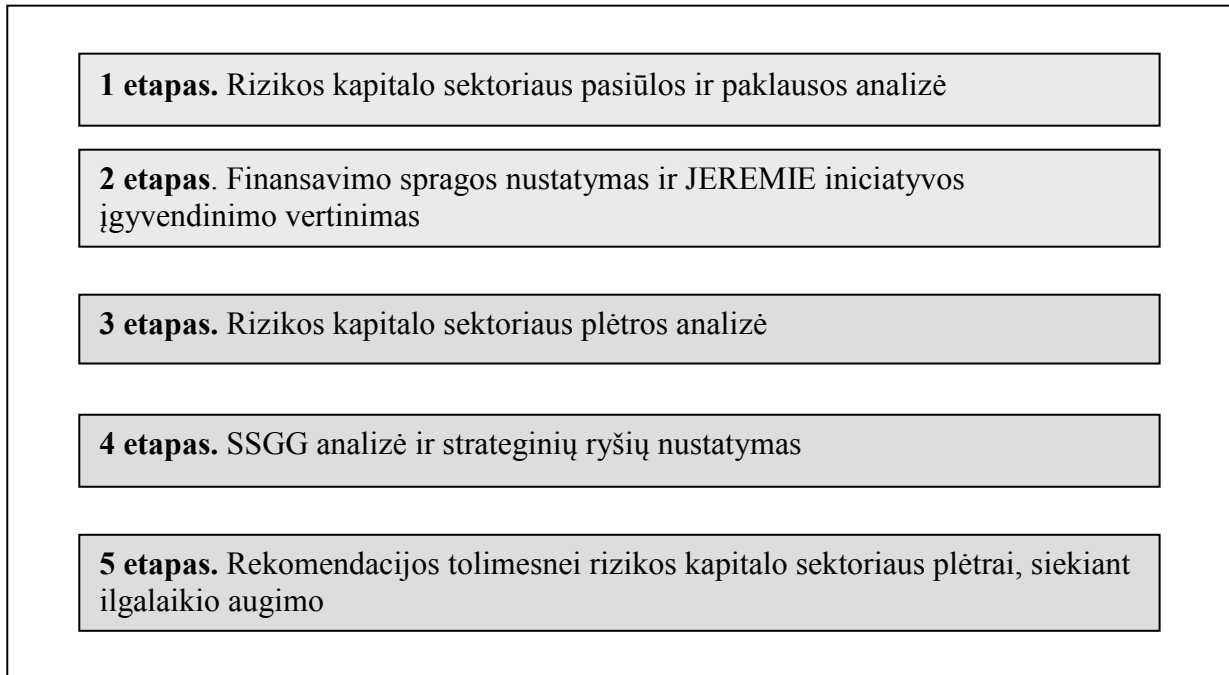 1 etapas. Rizikos kapitalo sektoriaus pasiūlos ir paklausos analizė
2 etapas. Finansavimo spragos nustatymas ir JEREMIE iniciatyvos
įgyvendinimo vertinimas
3 etapas. Rizikos kapitalo sektoriaus plėtros analizė
4 etapas. SSGG analizė ir strateginių ryšių nustatymas
5 etapas. Rekomendacijos tolimesnei rizikos kapitalo sektoriaus plėtrai, siekiant
ilgalaikio augimo